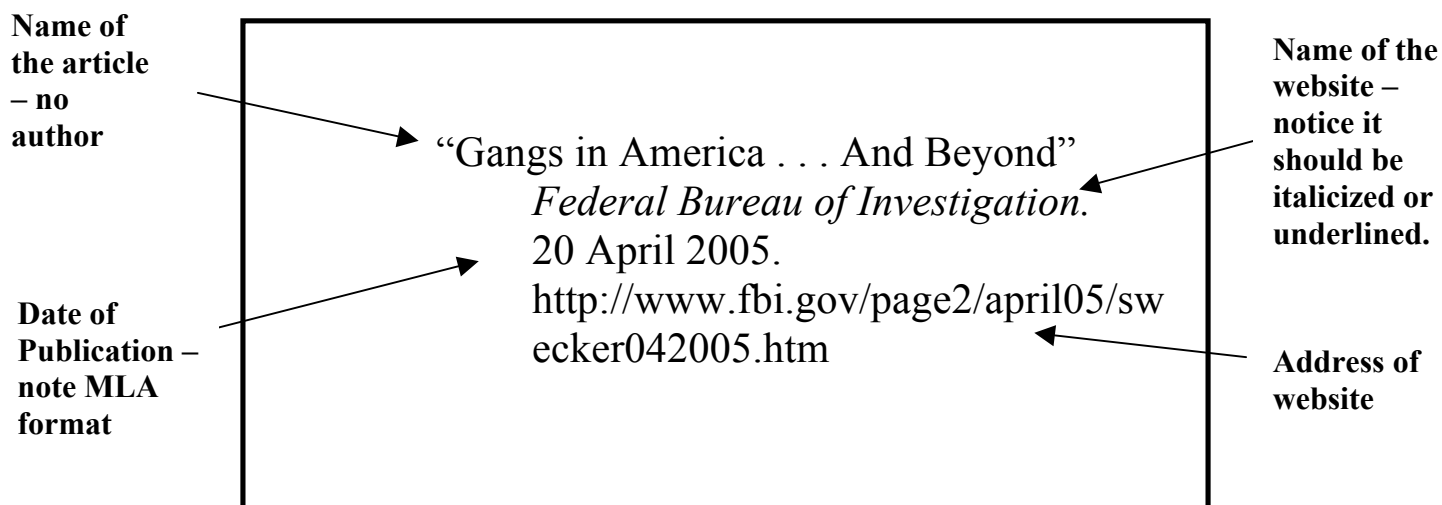 Name of
the article
– no
author
“Gangs in America . . . And Beyond”
Federal Bureau of Investigation.
20 April 2005.
http://www.fbi.gov/page2/april05/sw
ecker042005.htm
Name of the
website –
notice it
should be
italicized or
underlined.
Date of
Publication –
note MLA
format
Address of
website